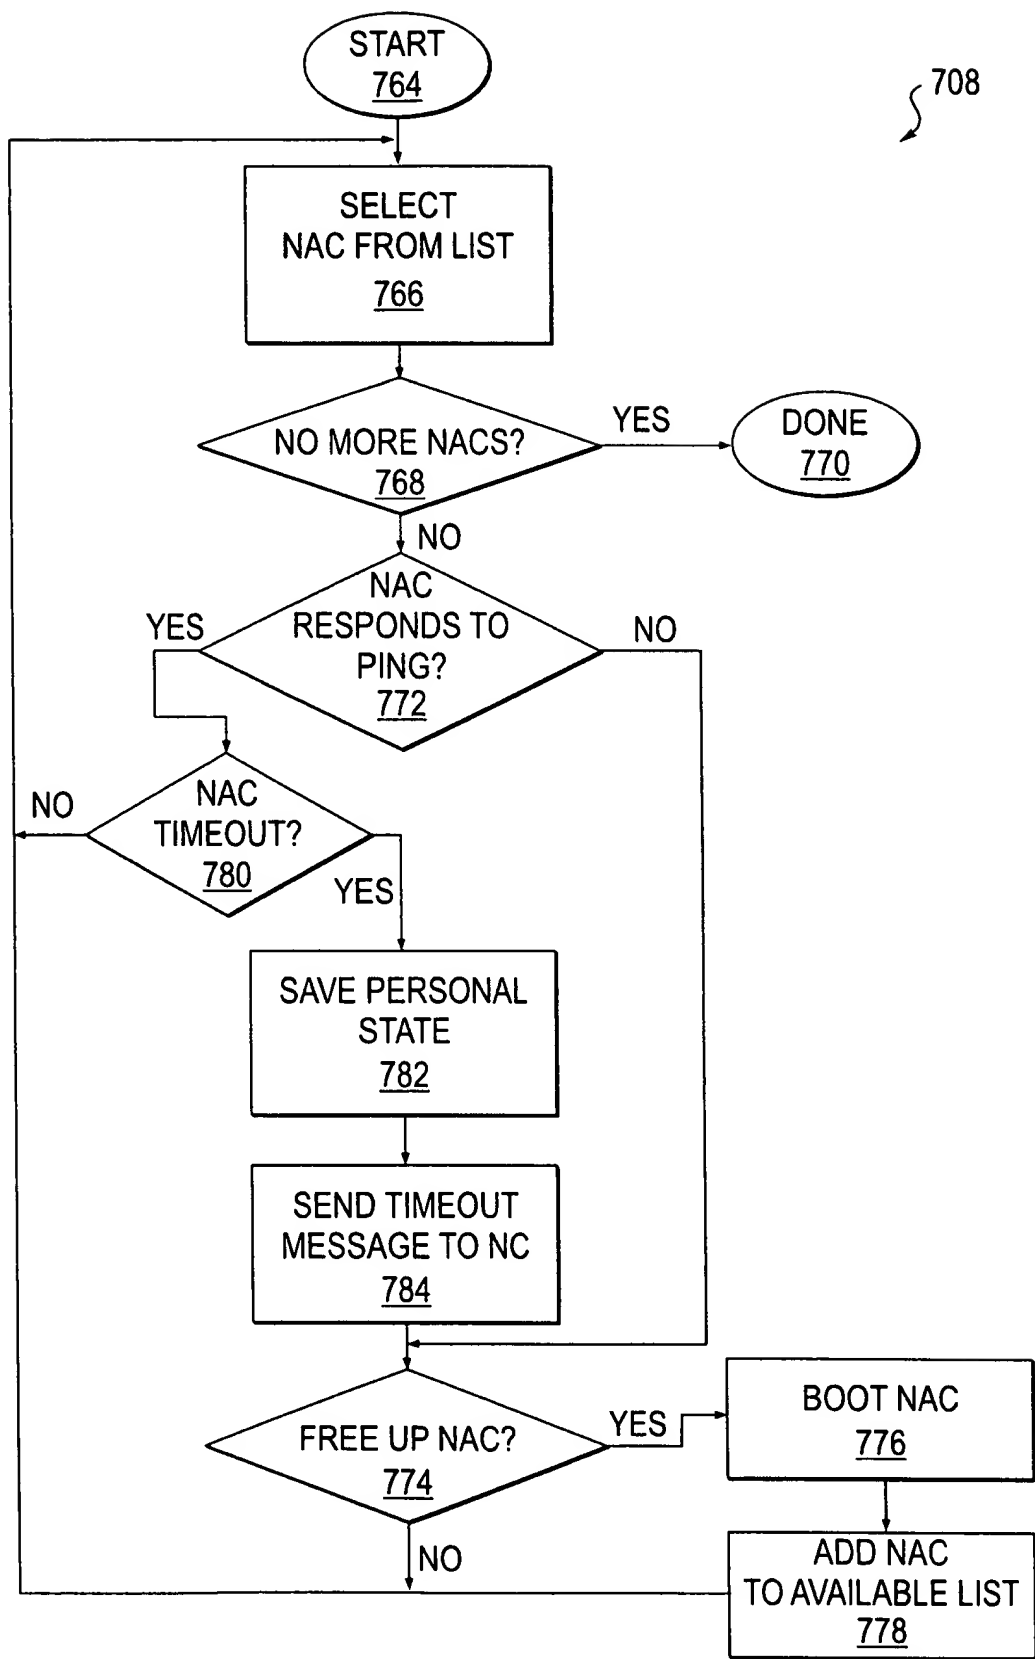 START
764
708
SELECT
NAC FROM LIST
766
NO MORE NACS?
768
YES
DONE
770
NO
NAC
RESPONDS TO
PING?
772
YES
NO
NAC
TIMEOUT?
780
NO
YES
SAVE PERSONAL
STATE
782
SEND TIMEOUT
MESSAGE TO NC
784
FREE UP NAC?
774
YES
BOOT NAC
776
NO
ADD NAC
TO AVAILABLE LIST
778